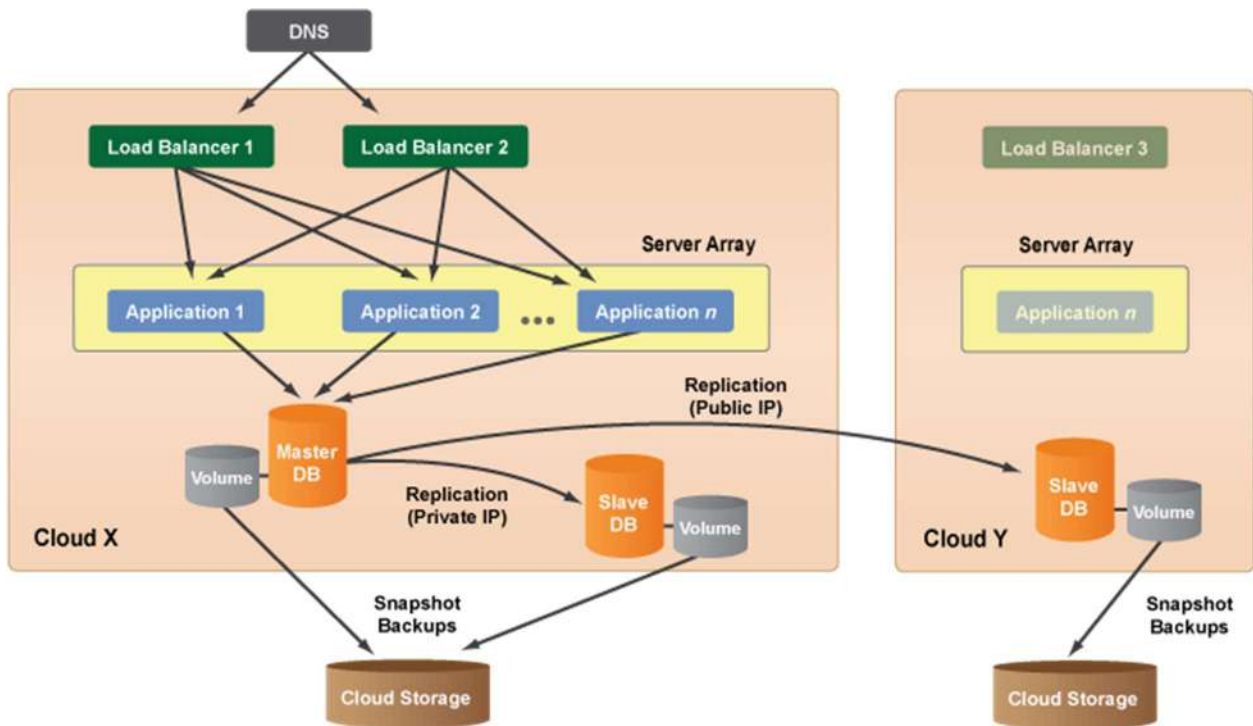 DNS
Load Balancer 1
Load Balancer 2
Load Balancer 3
Server Array
Server Array
Application 1
Application 2
Application n
Application n
Replication
(Public IP)
Master
DB
Volume
Replication
(Private IP)
Slave
DB
Volume
Slave
DB
Volume
Cloud X
Cloud Y
Snapshot
Backups
Snapshot
Backups
Cloud Storage
Cloud Storage